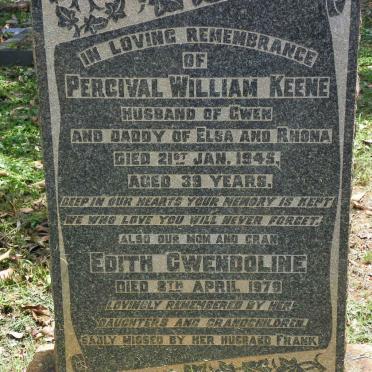 IN LOVING REMEMBRANCE
OF
PERCIVAL WILLIAM KEENE
HUSBAND OF GWEN
AND DADDY OF ELSA AND RHONA
DIED 21ST JAN. 1945,
AGED 39 YEARS.
DEEP IN OUR HEARTS YOUR MEMORY IS KEPT
WE WHO LOVE YOU WILL NEVER FORGET.
ALSO OUR MOM AND GRAN
EDITH GWENDOLINE
DIED 8TH APRIL 1979
LOVINGLY REMEMBERED BY HER
DAUGHTERS AND GRANDCHILDREN.
SADLY MISSED BY HER HUSBAND FRANK